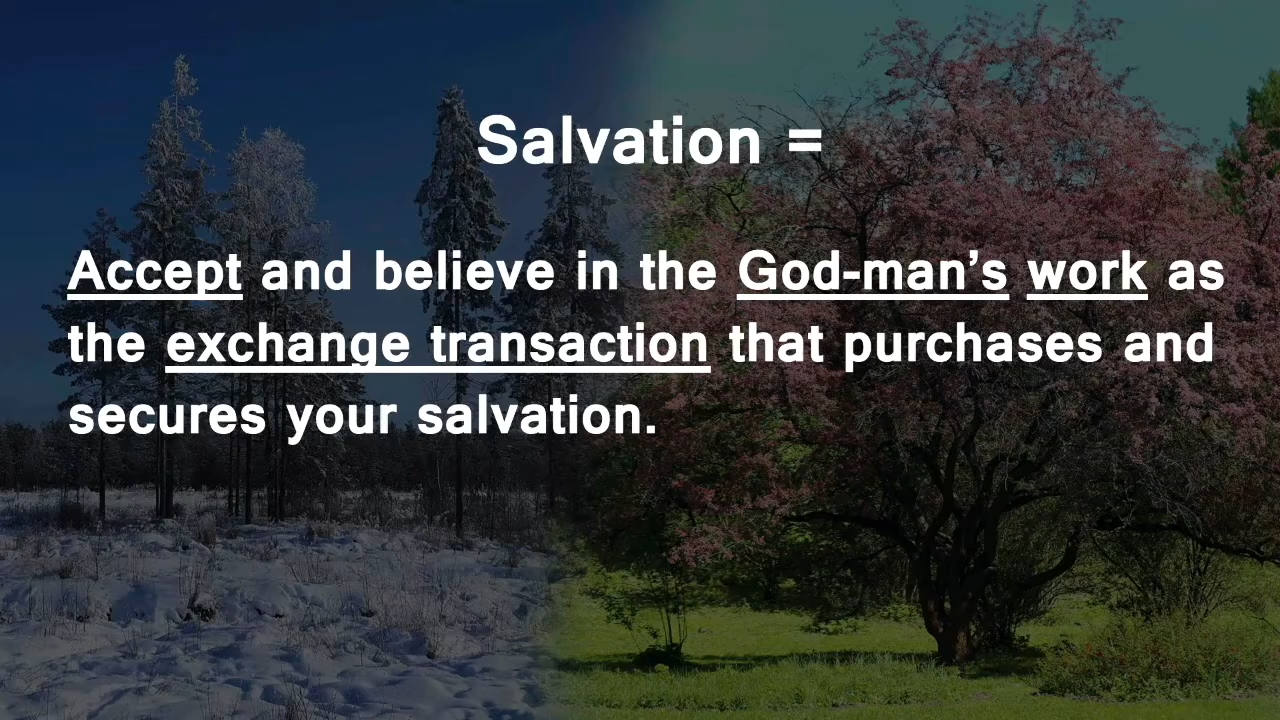 Salvation =
Accept and believe in the God-man’s work as
the exchange transaction that purchases and
secures your salvation.